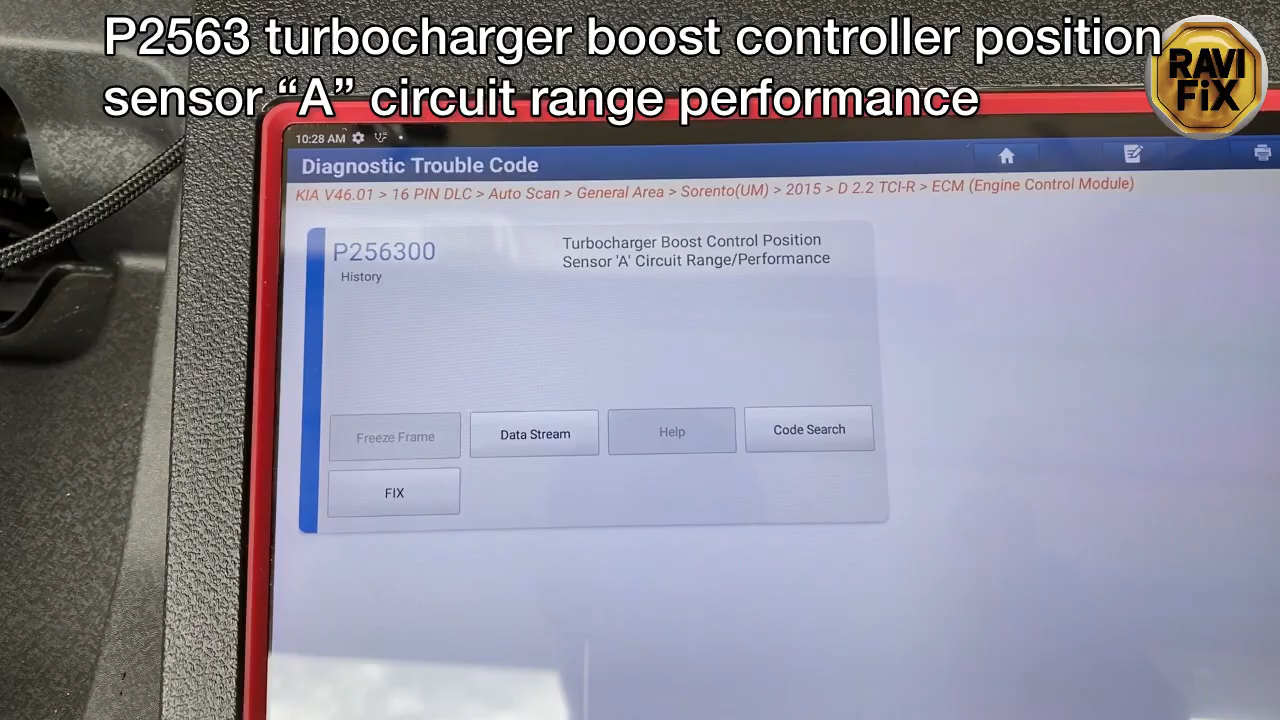 P2563 turbocharger boost controller position
sensor “A” circuit range performance
RAVI
FiX
10:28 AM
Diagnostic Trouble Code
KIA V46.01 > 16 PIN DLC > Auto Scan > General Area > Sorento(UM) > 2015 > D 2.2 TCI-R > ECM (Engine Control Module)
P256300
History
Turbocharger Boost Control Position
Sensor 'A' Circuit Range/Performance
Freeze Frame
Data Stream
Help
Code Search
FIX